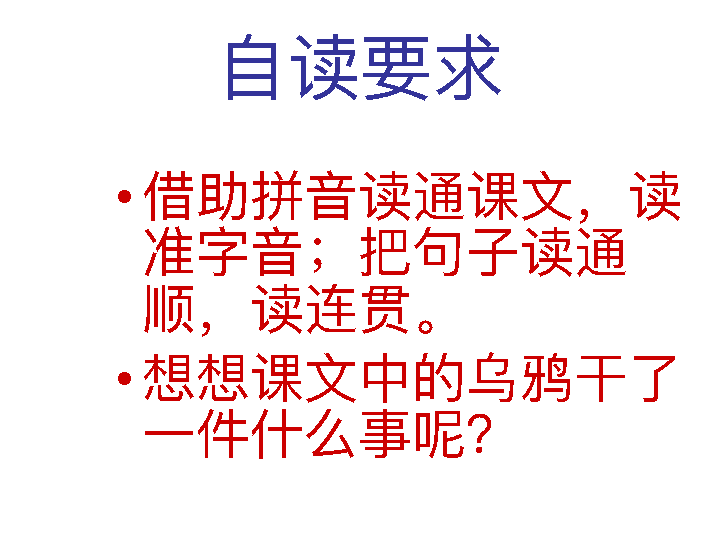 自读要求
•借助拼音读通课文，读
准字音；把句子读通
顺，读连贯。
•想想课文中的乌鸦干了
一件什么事呢?